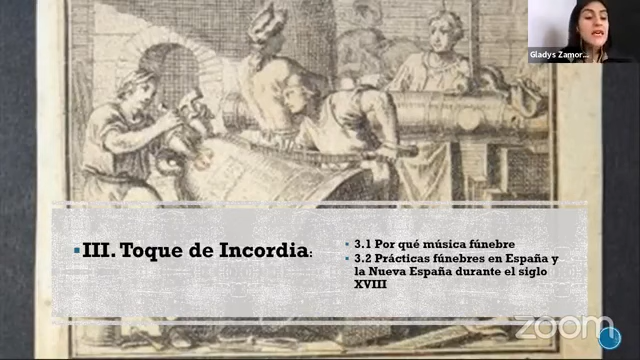 Gladys Zamor...
▪III. Toque de Incordia:
▪ 3.1 Por qué música fúnebre
▪ 3.2 Prácticas fúnebres en España y
la Nueva España durante el siglo
XVIII
zoom